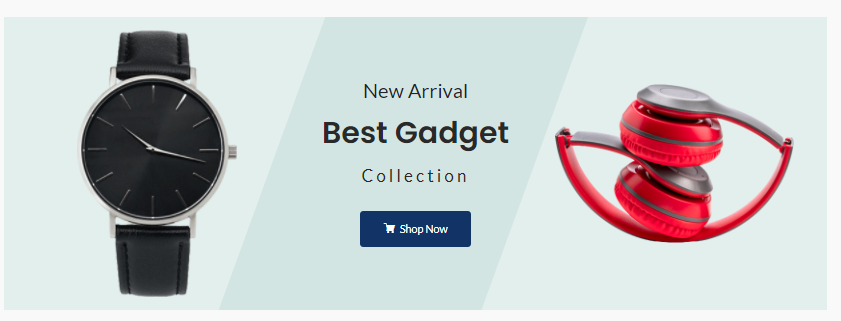 New Arrival
Best Gadget
Collection
Shop Now